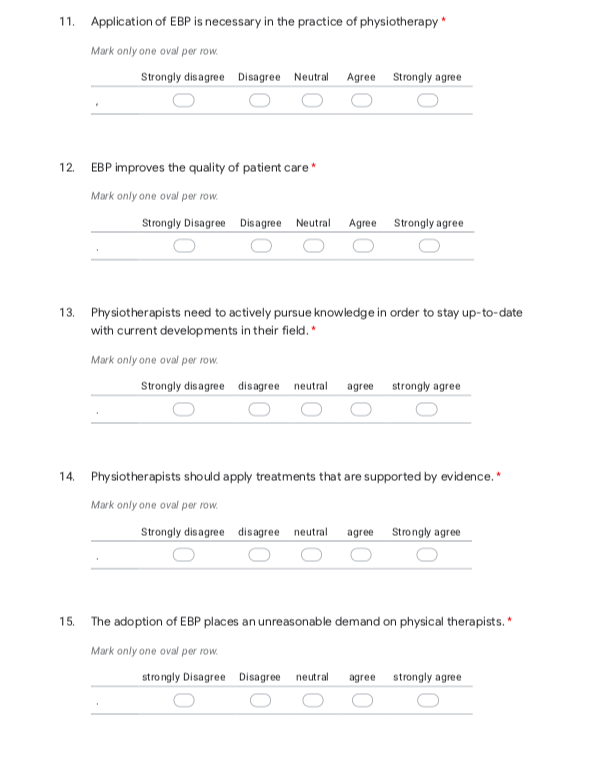 11. Application of EBP is necessary in the practice of physiotherapy *
Mark only one oval per row.
Strongly disagree Disagree Neutral Agree Strongly agree
.
12. EBP improves the quality of patient care *
Mark only one oval per row.
Strongly Disagree Disagree Neutral Agree Strongly agree
.
13. Physiotherapists need to actively pursue knowledge in order to stay up-to-date
with current developments in their field. *
Mark only one oval per row.
Strongly disagree disagree neutral agree strongly agree
.
14. Physiotherapists should apply treatments that are supported by evidence. *
Mark only one oval per row.
Strongly disagree disagree neutral agree Strongly agree
.
15. The adoption of EBP places an unreasonable demand on physical therapists. *
Mark only one oval per row.
strongly Disagree Disagree neutral agree strongly agree
.